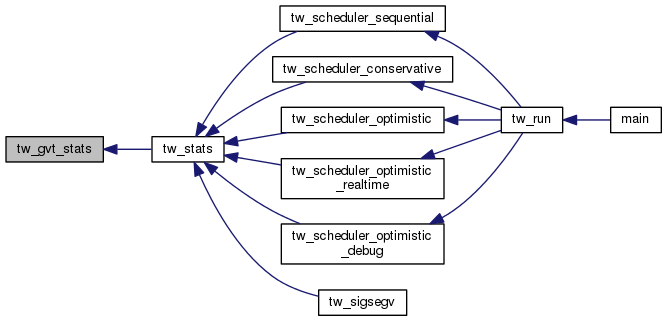 tw_scheduler_sequential
tw_scheduler_conservative
tw_scheduler_optimistic
tw_run
main
tw_gvt_stats
tw_stats
tw_scheduler_optimistic
_realtime
tw_scheduler_optimistic
_debug
tw_sigsegv